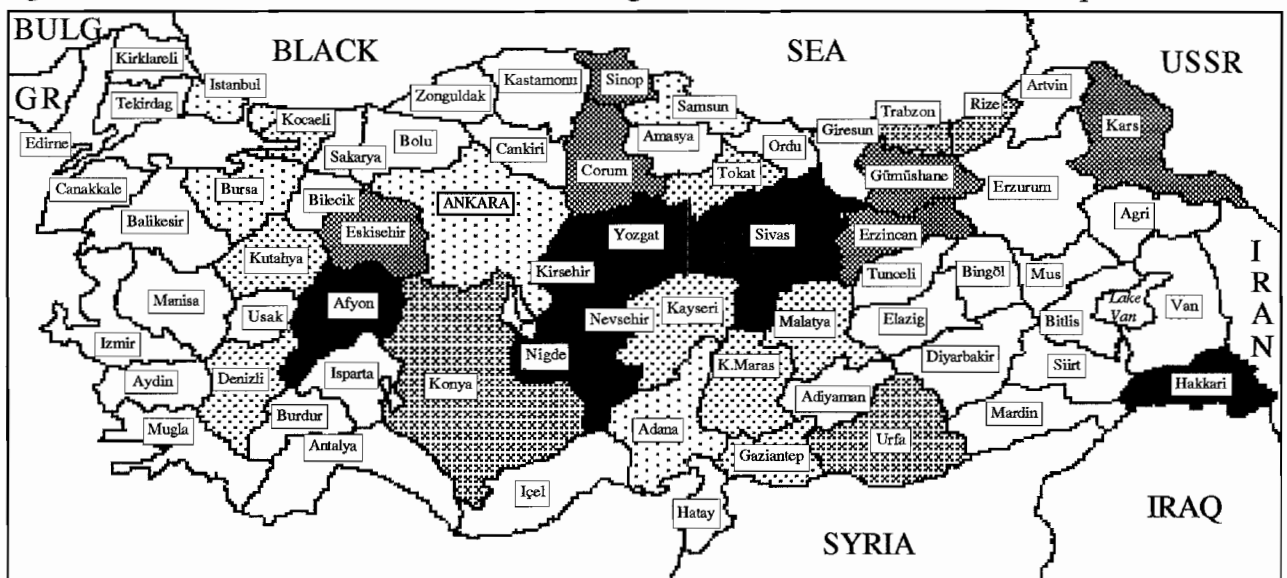 BULG
BLACK
SEA
USSR
Kirklareli
Istanbul
Tekirdag
GR
Edirne
Kocaeli
Zonguldak
Kastamonu
Sinop
Samsun
Trabzon
Rize
Artvin
Kars
Sakarya
Bolu
Cankiri
Amasya
Ordu
Giresun
Corum
Tokat
Gümüshane
Erzurum
Canakkale
Bursa
Bilecik
ANKARA
Agri
Balikesir
Eskisehir
Yozgat
Sivas
Erzincan
Kutahya
Kirsehir
Tunceli
Bingöl
Mus
IRAN
Manisa
Usak
Afyon
Nevsehir
Kayseri
Malatya
Elazig
Bitlis
Lake
Van
Van
Izmir
Nigde
K.Maras
Diyarbakir
Siirt
Aydin
Denizli
Isparta
Konya
Adiyaman
Hakkari
Mugla
Burdur
Antalya
Adana
Gaziantep
Urfa
Mardin
Içel
Hatay
SYRIA
IRAQ